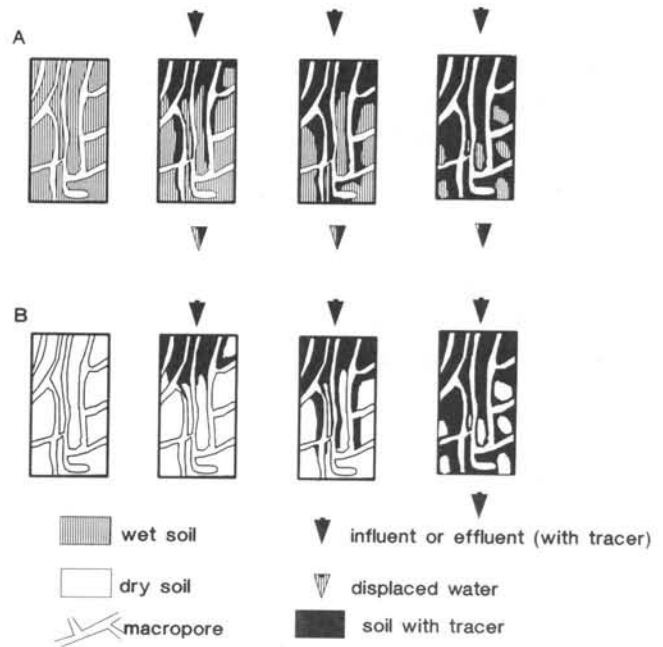 A
B
wet soil
influent or effluent (with tracer)
dry soil
displaced water
macropore
soil with tracer